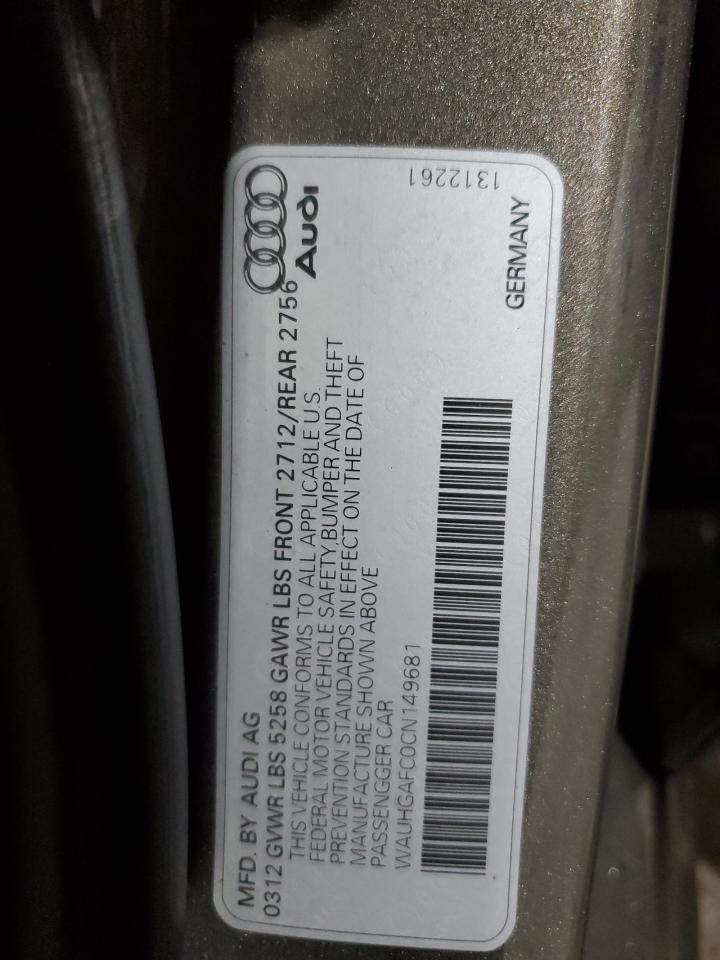 MFD. BY AUDI AG
0312 GVWR LBS 5258 GAWR LBS FRONT 2712/REAR 2756
THIS VEHICLE CONFORMS TO ALL APPLICABLE U.S.
FEDERAL MOTOR VEHICLE SAFETY, BUMPER AND THEFT
PREVENTION STANDARDS IN EFFECT ON THE DATE OF
MANUFACTURE SHOWN ABOVE
PASSENGGER CAR
WAUHGAFC0CN149681
Audi
GERMANY
1312261